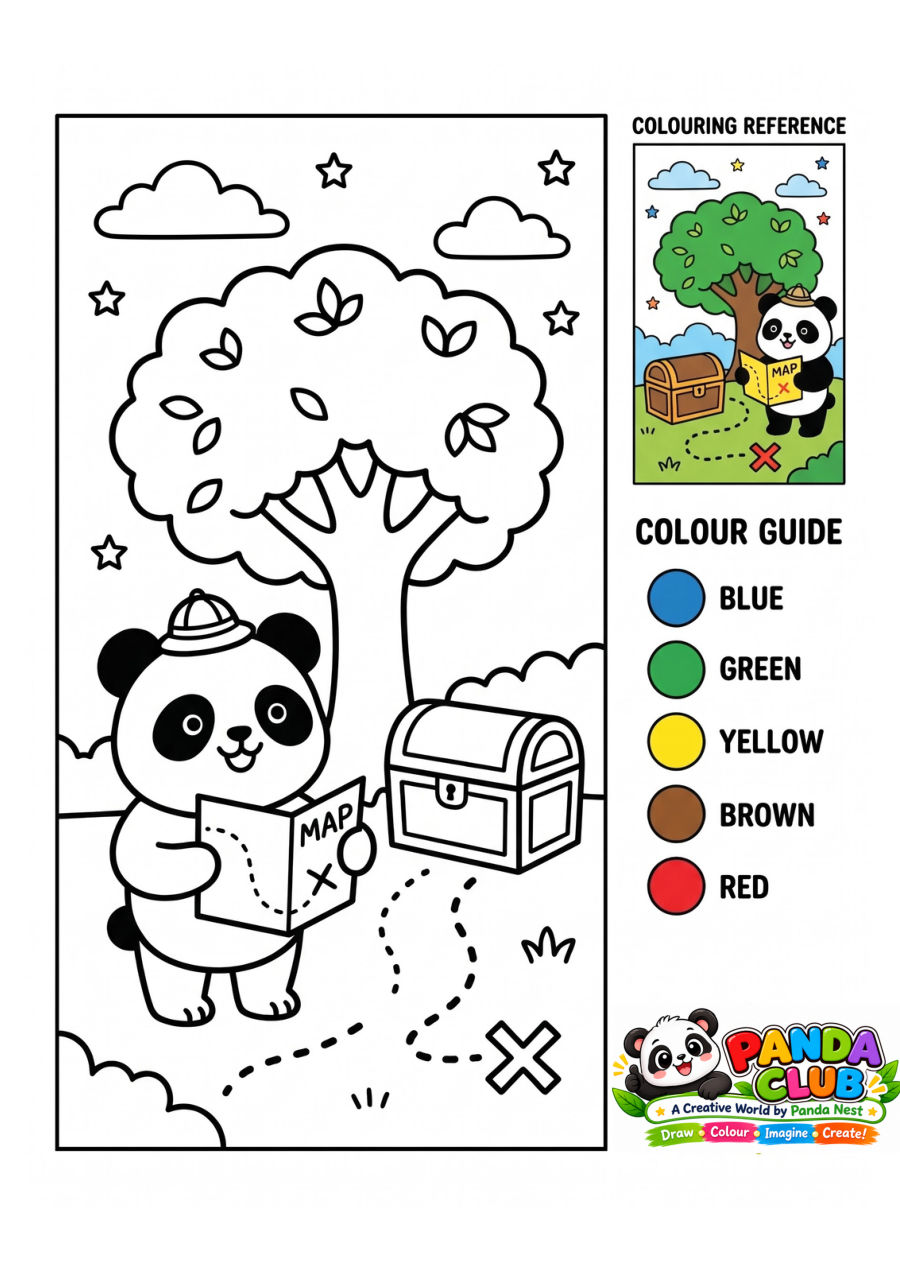 COLOURING REFERENCE
MAP
MAP
COLOUR GUIDE
BLUE
GREEN
YELLOW
BROWN
RED
PANDA
CLUB
A Creative World by Panda Nest
Draw • Colour • Imagine • Create!